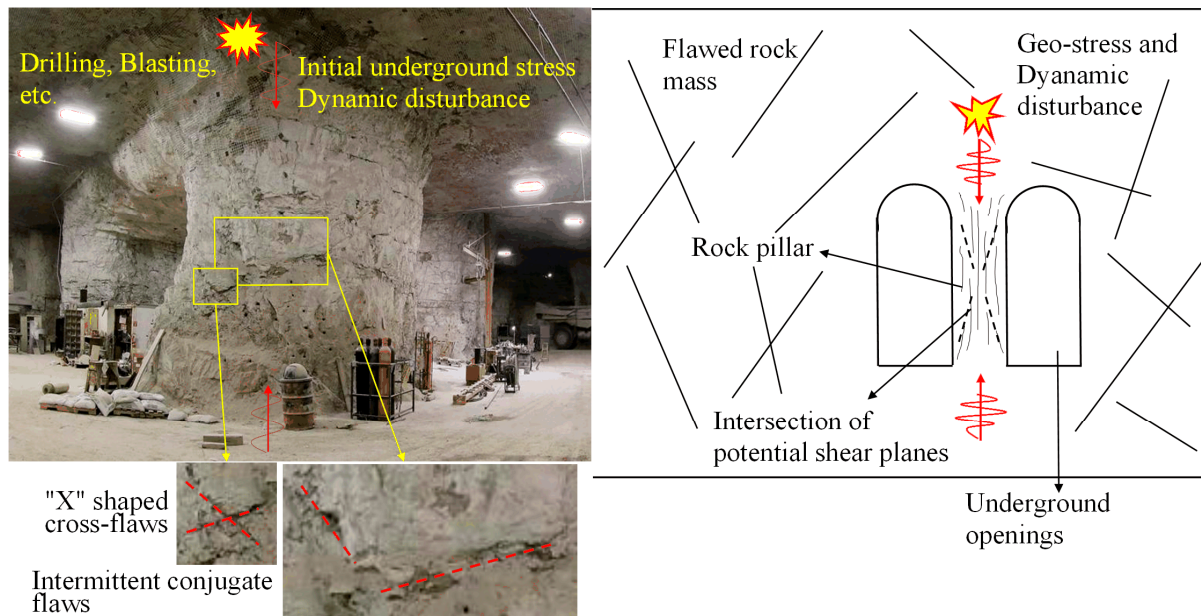 Drilling, Blasting,
etc.
Initial underground stress
Dynamic disturbance
"X" shaped
cross-flaws
Intermittent conjugate
flaws
Flawed rock
mass
Geo-stress and
Dyanamic
disturbance
Rock pillar
Intersection of
potential shear planes
Underground
openings